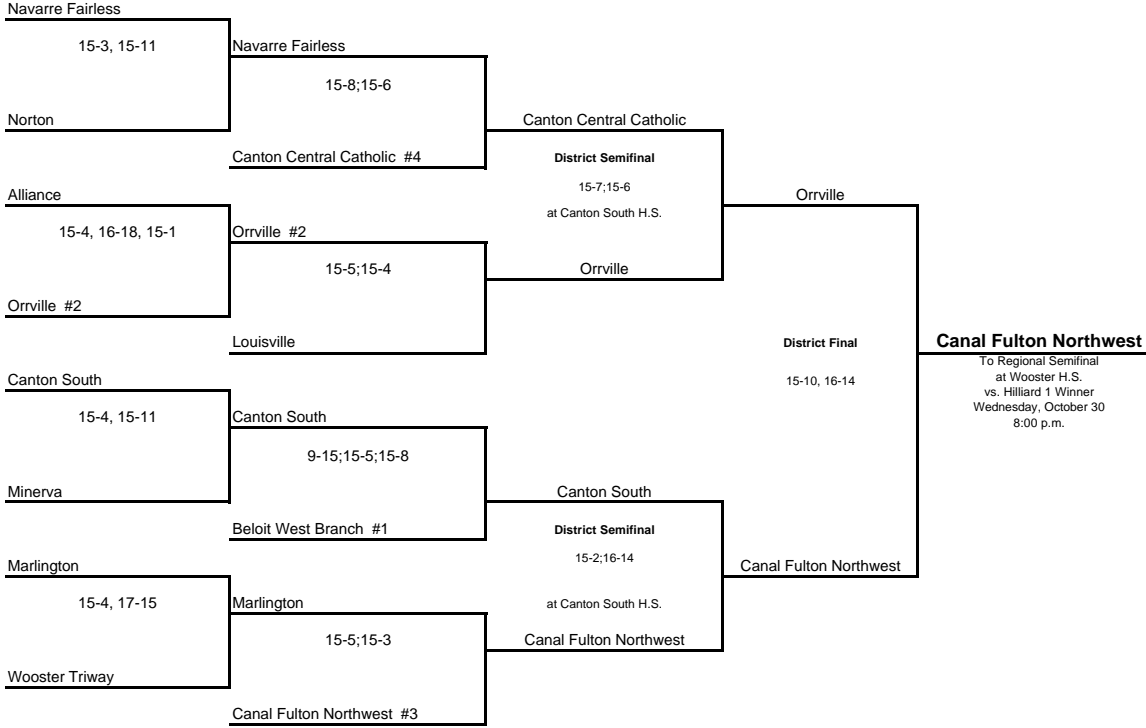 Navarre Fairless
15-3, 15-11
Navarre Fairless
15-8;15-6
Norton
Canton Central Catholic
Canton Central Catholic #4
District Semifinal
15-7;15-6
Alliance
Orrville
at Canton South H.S.
15-4, 16-18, 15-1
Orrville #2
15-5;15-4
Orrville
Orrville #2
Louisville
District Final
Canal Fulton Northwest
To Regional Semifinal
at Wooster H.S.
vs. Hilliard 1 Winner
Wednesday, October 30
8:00 p.m.
Canton South
15-10, 16-14
15-4, 15-11
Canton South
9-15;15-5;15-8
Minerva
Canton South
Beloit West Branch #1
District Semifinal
15-2;16-14
Marlington
Canal Fulton Northwest
15-4, 17-15
Marlington
at Canton South H.S.
15-5;15-3
Canal Fulton Northwest
Wooster Triway
Canal Fulton Northwest #3